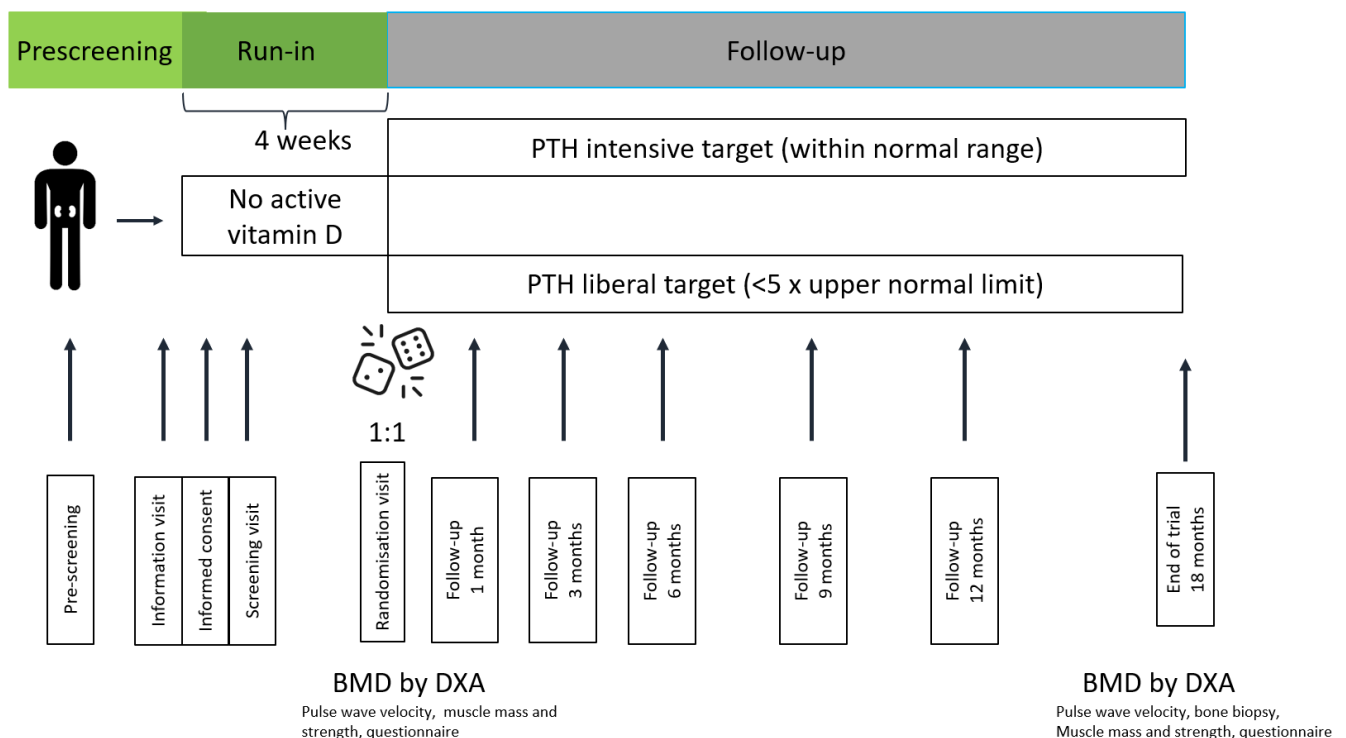 Prescreening
Run-in
Follow-up
4 weeks
PTH intensive target (within normal range)
No active
vitamin D
PTH liberal target (<5 x upper normal limit)
1:1
Pre-screening
Information visit
Informed consent
Screening visit
Randomisation visit
Follow-up
1 month
Follow-up
3 months
Follow-up
6 months
Follow-up
9 months
Follow-up
12 months
End of trial
18 months
BMD by DXA
Pulse wave velocity, muscle mass and
strength, questionnaire
BMD by DXA
Pulse wave velocity, bone biopsy,
Muscle mass and strength, questionnaire